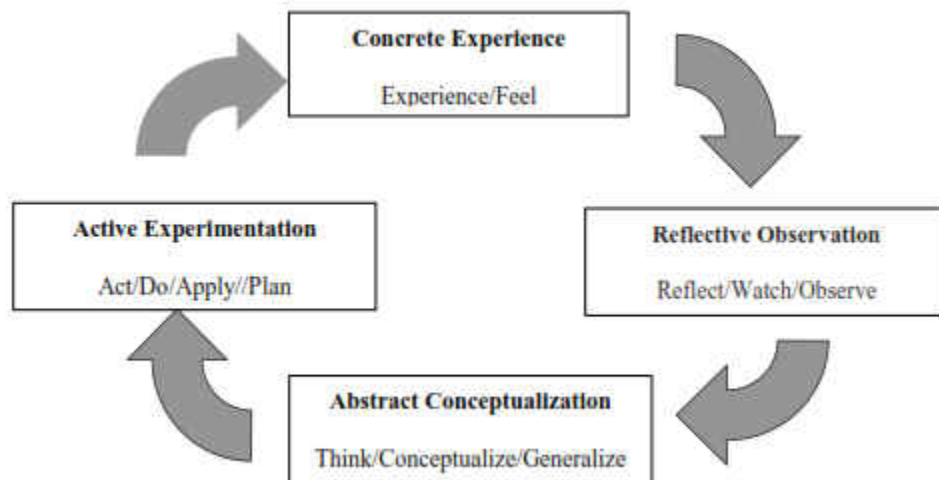 Concrete Experience
Experience/Feel
Active Experimentation
Act/Do/Apply//Plan
Reflective Observation
Reflect/Watch/Observe
Abstract Conceptualization
Think/Conceptualize/Generalize